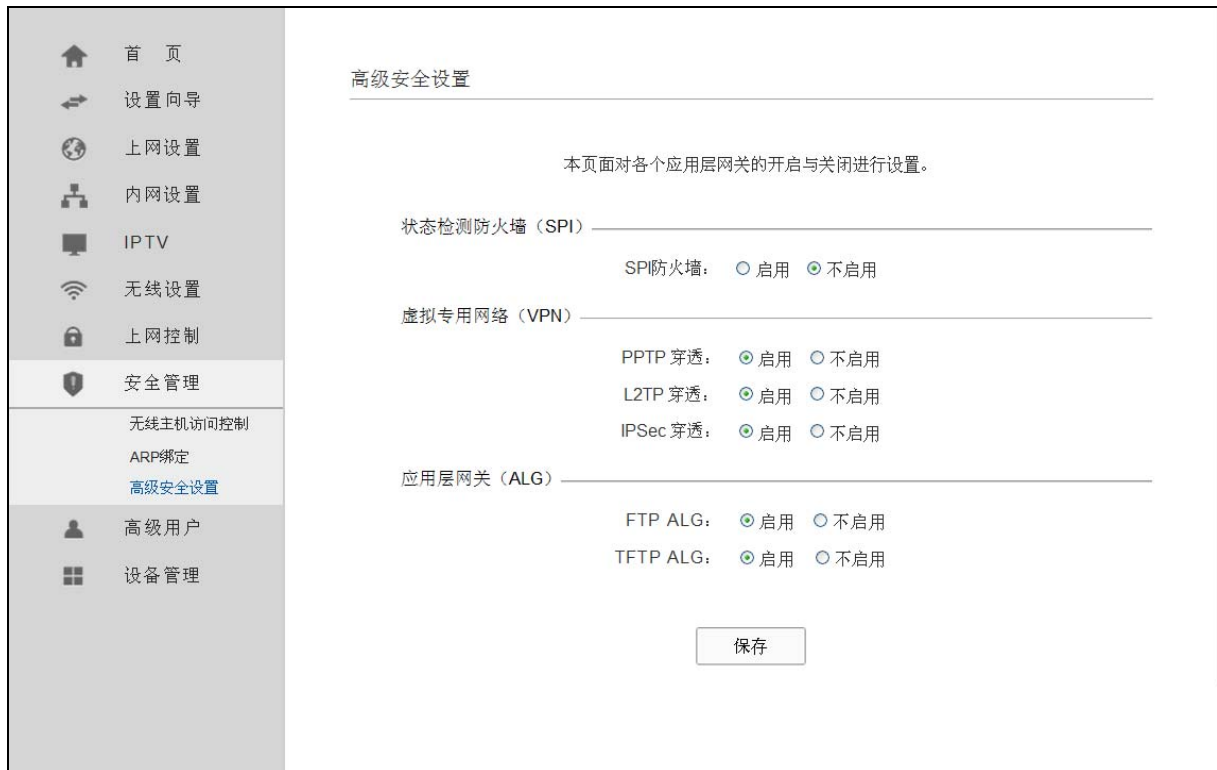 首 页
设置向导
上网设置
内网设置
IPTV
无线设置
上网控制
安全管理
无线主机访问控制
ARP绑定
高级安全设置
高级用户
设备管理
高级安全设置
本页面对各个应用层网关的开启与关闭进行设置。
状态检测防火墙（SPI）
SPI防火墙： 启用 不启用
虚拟专用网络（VPN）
PPTP 穿透： 启用 不启用
L2TP 穿透： 启用 不启用
IPSec 穿透： 启用 不启用
应用层网关（ALG）
FTP ALG： 启用 不启用
TFTP ALG： 启用 不启用
保存